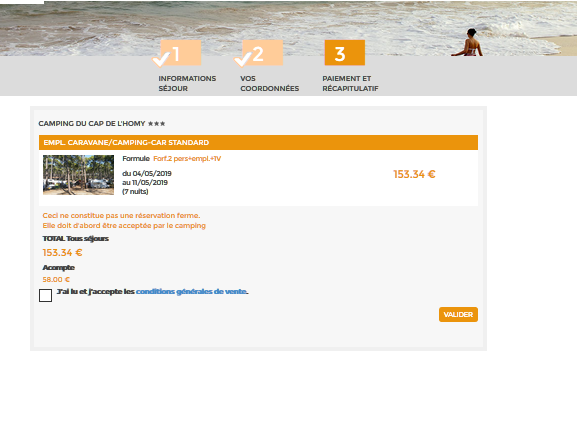 1
INFORMATIONS
SÉJOUR
2
VOS
COORDONNÉES
3
PAIEMENT ET
RÉCAPITULATIF
CAMPING DU CAP DE L'HOMY ★★★
EMPL. CARAVANE/CAMPING-CAR STANDARD
Formule Forf.2 pers+empl.+1V
du 04/05/2019
au 11/05/2019
(7 nuits)
153.34 €
Ceci ne constitue pas une réservation ferme.
Elle doit d'abord être acceptée par le camping
TOTAL Tous séjours
153.34 €
Acompte
58.00 €
J'ai lu et j'accepte les conditions générales de vente.
VALIDER